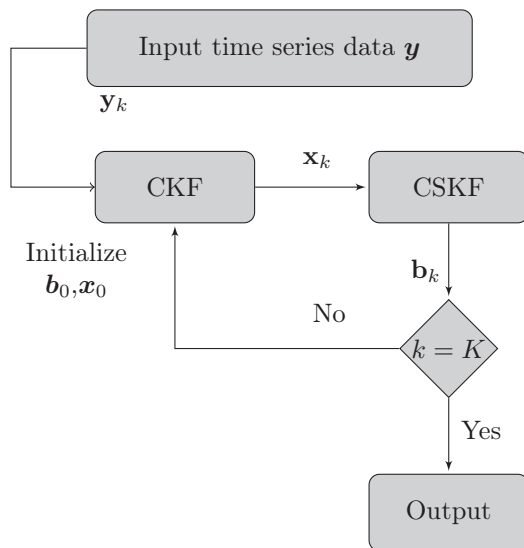 Input time series data y
y_k
CKF
x_k
CSKF
Initialize
b_0,x_0
b_k
No
k = K
Yes
Output